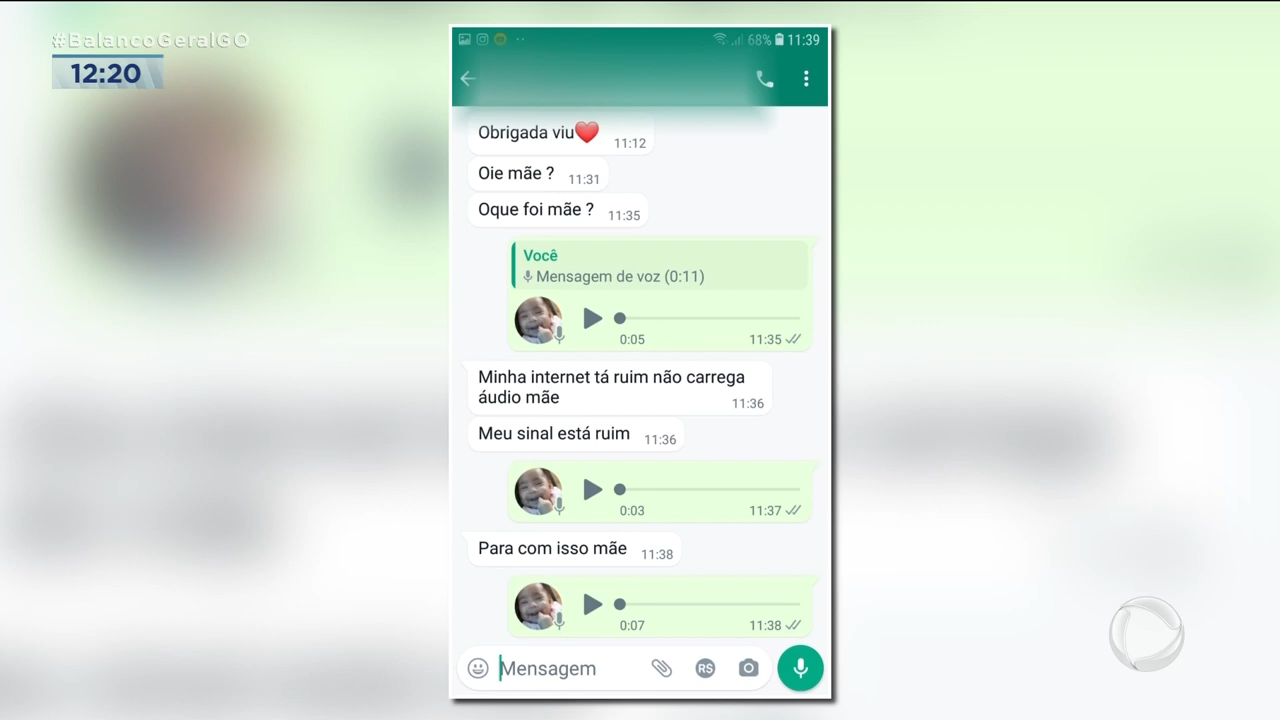 #BalancoGeralGO
12:20
68% 11:39
Obrigada viu❤️ 11:12
Oie mãe ? 11:31
Oque foi mãe ? 11:35
Você
Mensagem de voz (0:11)
0:05 11:35
Minha internet tá ruim não carrega
áudio mãe 11:36
Meu sinal está ruim 11:36
0:03 11:37
Para com isso mãe 11:38
0:07 11:38
Mensagem R$